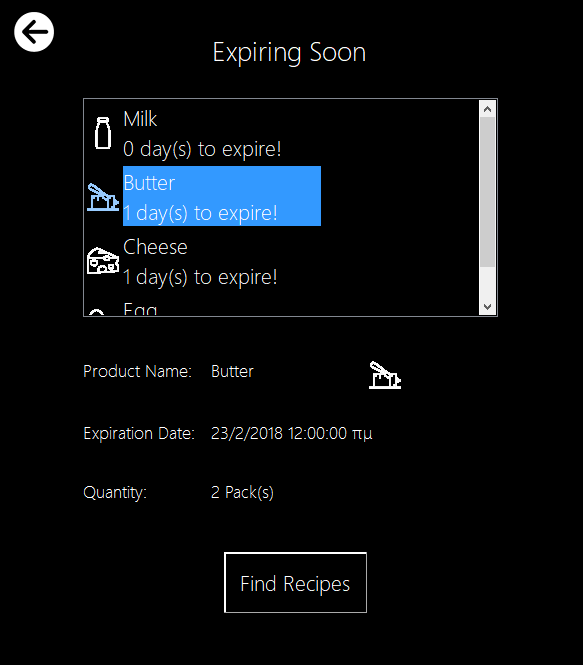 Expiring Soon
Milk
0 day(s) to expire!
Butter
1 day(s) to expire!
Cheese
1 day(s) to expire!
Egg
Product Name: Butter
Expiration Date: 23/2/2018 12:00:00 πμ
Quantity: 2 Pack(s)
Find Recipes